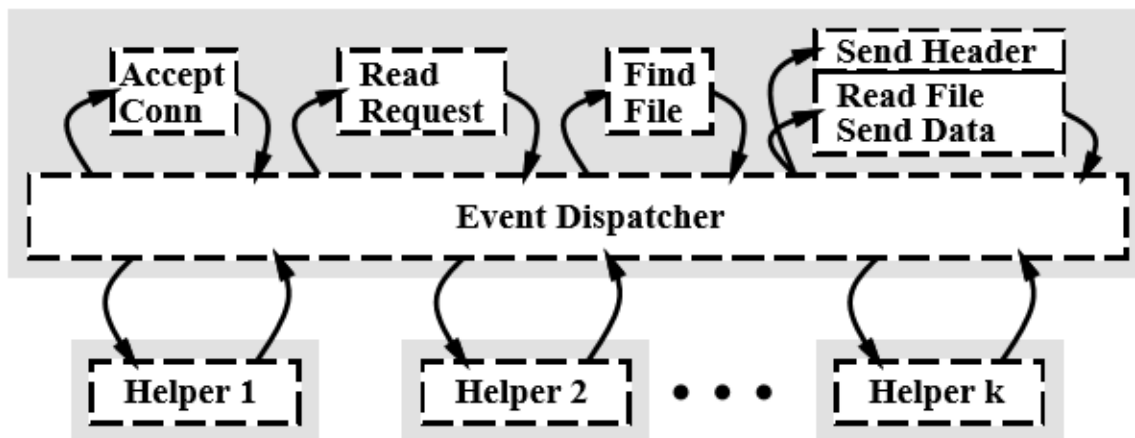 Accept
Conn
Read
Request
Find
File
Send Header
Read File
Send Data
Event Dispatcher
Helper 1
Helper 2
Helper k